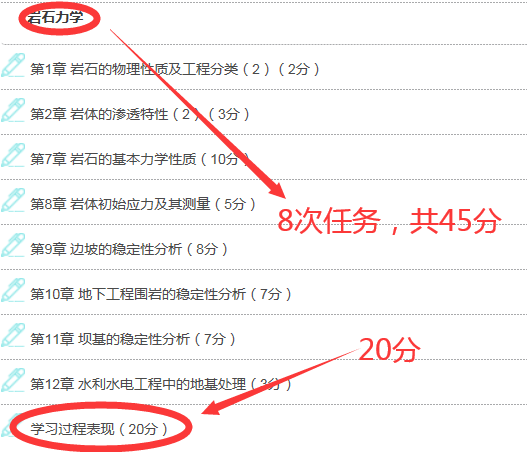 岩石力学
第1章 岩石的物理性质及工程分类（2）（2分）
第2章 岩体的渗透特性（2）（3分）
第7章 岩石的基本力学性质（10分）
第8章 岩体初始应力及其测量（5分）
8次任务，共45分
第9章 边坡的稳定性分析（8分）
第10章 地下工程围岩的稳定性分析（7分）
第11章 坝基的稳定性分析（7分）
20分
第12章 水利水电工程中的地基处理（3分）
学习过程表现（20分）